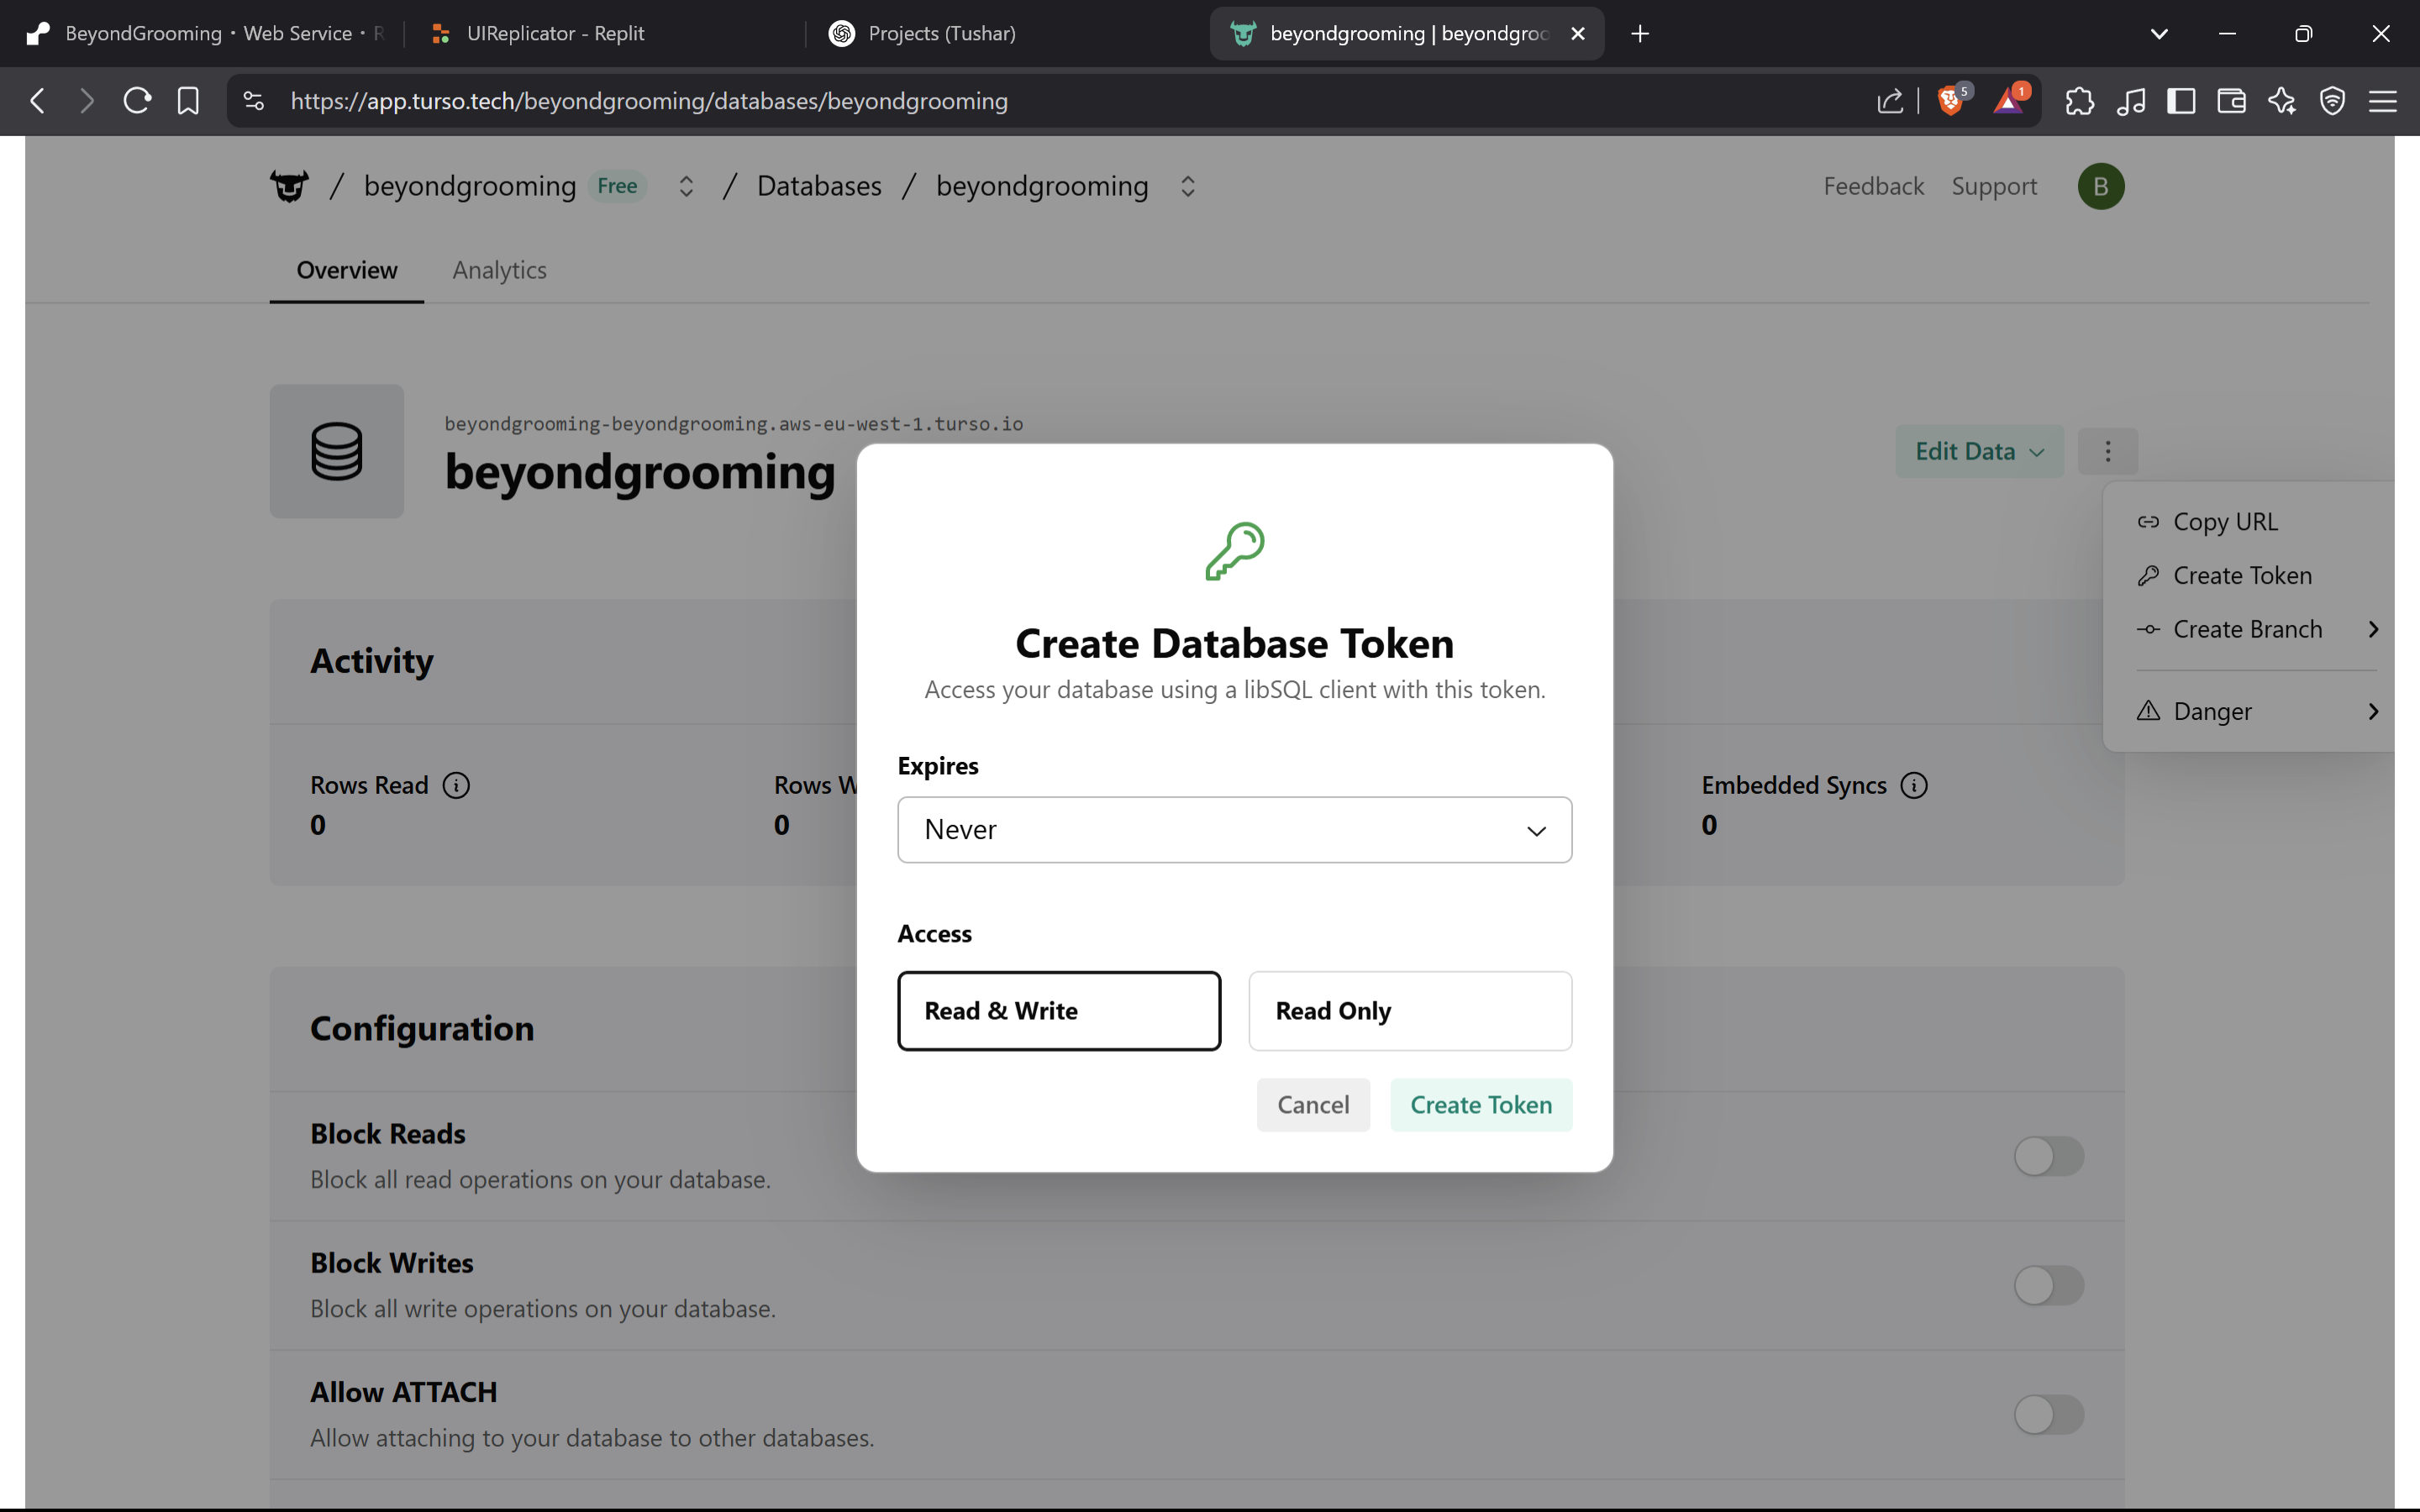 BeyondGrooming · Web Service · R
UIReplicator - Replit
Projects (Tushar)
beyondgrooming | beyondgroo
https://app.turso.tech/beyondgrooming/databases/beyondgrooming
5
1
/ beyondgrooming Free / Databases / beyondgrooming
Feedback Support B
Overview Analytics
beyondgrooming-beyondgrooming.aws-eu-west-1.turso.io
beyondgrooming
Edit Data
Copy URL
Create Token
Create Branch
Danger
Activity
Rows Read
0
Rows W
0
Embedded Syncs
0
Create Database Token
Access your database using a libSQL client with this token.
Expires
Never
Access
Read & Write
Read Only
Cancel
Create Token
Configuration
Block Reads
Block all read operations on your database.
Block Writes
Block all write operations on your database.
Allow ATTACH
Allow attaching to your database to other databases.